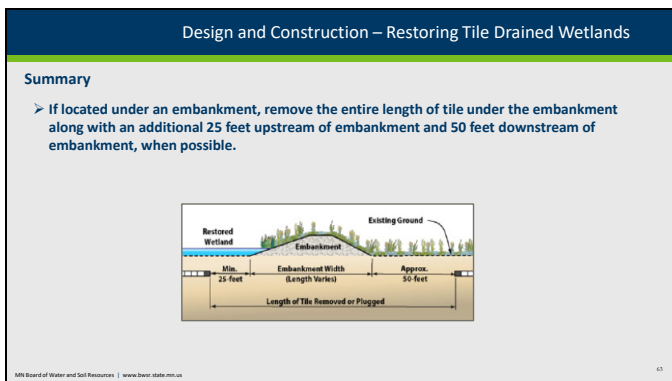 Design and Construction – Restoring Tile Drained Wetlands
Summary
➢ If located under an embankment, remove the entire length of tile under the embankment
along with an additional 25 feet upstream of embankment and 50 feet downstream of
embankment, when possible.
Existing Ground
Restored
Wetland
Embankment
Min.
25-feet
Embankment Width
(Length Varies)
Approx.
50-feet
Length of Tile Removed or Plugged
MN Board of Water and Soil Resources | www.bwsr.state.mn.us
63